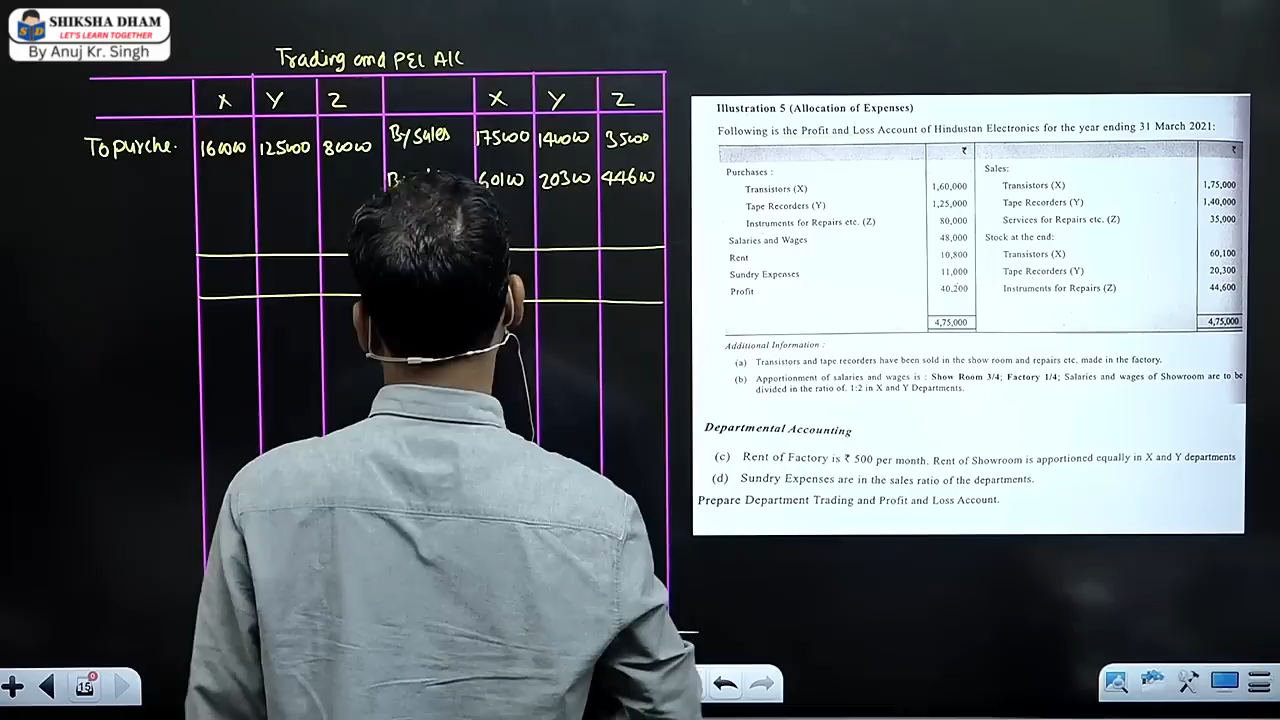 SHIKSHA DHAM
LET'S LEARN TOGETHER
By Anuj Kr. Singh
Trading and P&L A/C
X Y Z X Y Z
To purche. 160000 125000 80000 By Sales 175000 140000 35000
60100 20300 44600
Illustration 5 (Allocation of Expenses)
Following is the Profit and Loss Account of Hindustan Electronics for the year ending 31 March 2021:
₹ ₹
Purchases : Sales:
Transistors (X) 1,60,000 Transistors (X) 1,75,000
Tape Recorders (Y) 1,25,000 Tape Recorders (Y) 1,40,000
Instruments for Repairs etc. (Z) 80,000 Services for Repairs etc. (Z) 35,000
Salaries and Wages 48,000 Stock at the end:
Rent 10,800 Transistors (X) 60,100
Sundry Expenses 11,000 Tape Recorders (Y) 20,300
Profit 40,200 Instruments for Repairs (Z) 44,600
4,75,000 4,75,000
Additional Information :
(a) Transistors and tape recorders have been sold in the show room and repairs etc. made in the factory.
(b) Apportionment of salaries and wages is : Show Room 3/4; Factory 1/4; Salaries and wages of Showroom are to be
divided in the ratio of. 1:2 in X and Y Departments.
Departmental Accounting
(c) Rent of Factory is ₹ 500 per month. Rent of Showroom is apportioned equally in X and Y departments
(d) Sundry Expenses are in the sales ratio of the departments.
Prepare Department Trading and Profit and Loss Account.
15
0